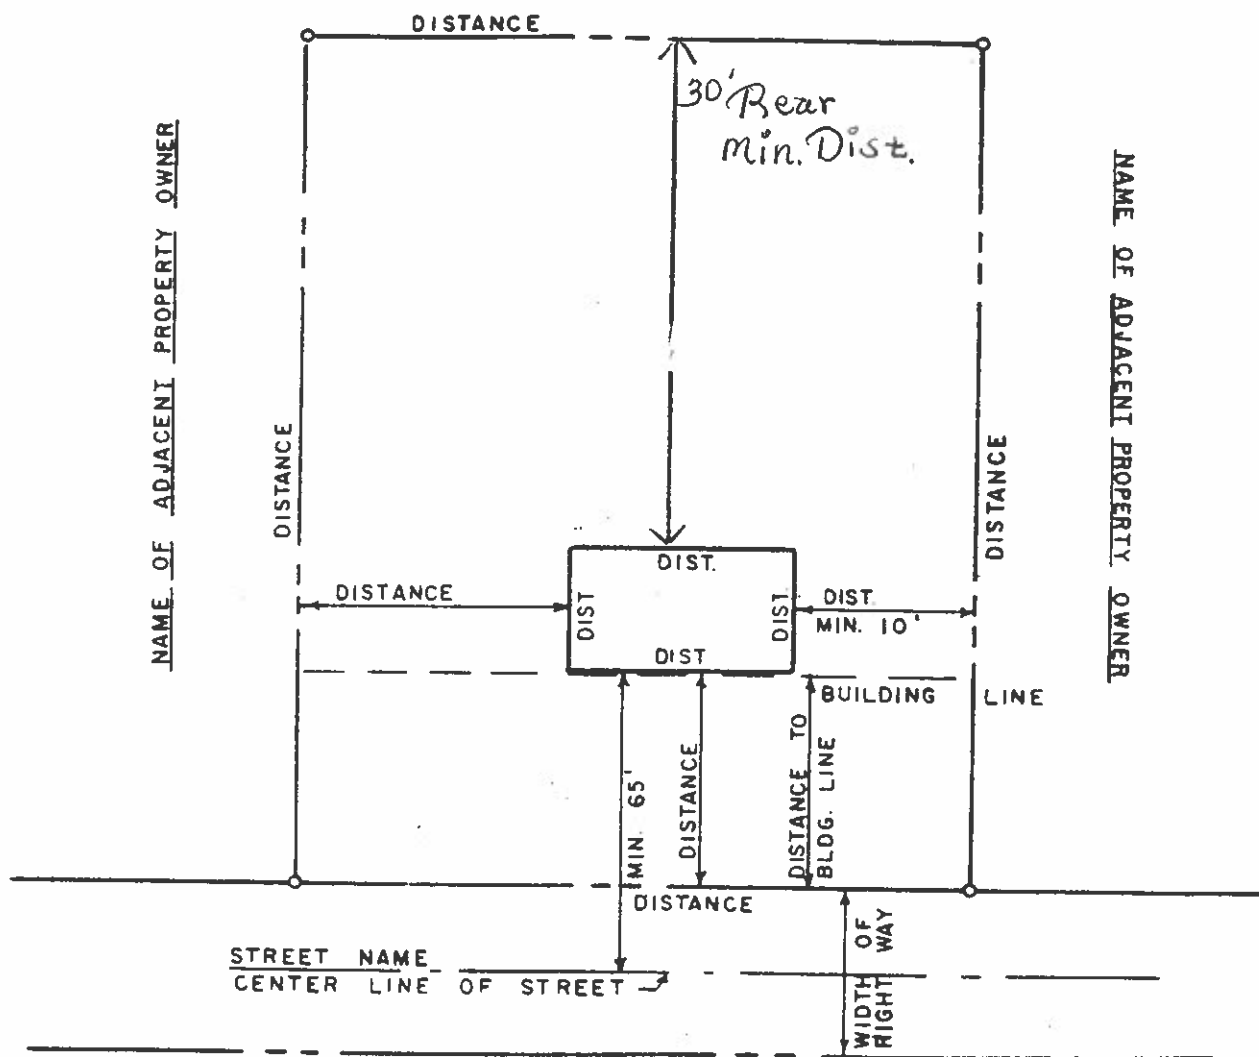 DISTANCE
30' Rear
Min. Dist.
NAME OF ADJACENT PROPERTY OWNER
NAME OF ADJACENT PROPERTY OWNER
DISTANCE
DISTANCE
DIST.
DISTANCE
DIST
DIST.
DIST.
MIN. 10'
DIST
BUILDING LINE
MIN. 65'
DISTANCE
DISTANCE TO
BLDG. LINE
DISTANCE
STREET NAME
CENTER LINE OF STREET
WIDTH OF
RIGHT WAY